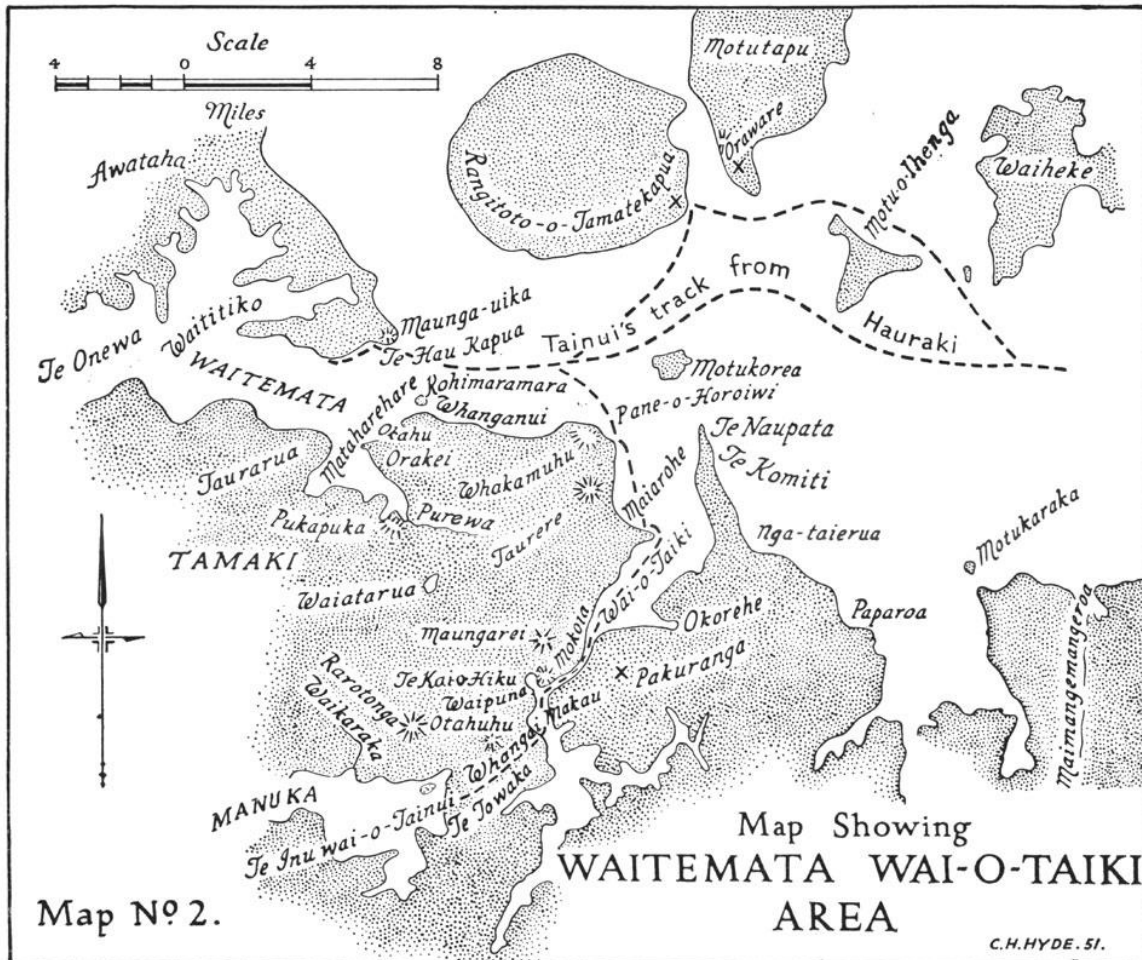 Scale
4 0 4 8
Miles
Motutapu
Oraware
Awataha
Rangitoto-o-Tamatekapua
Motu-o-Ihenga
Waiheke
Waititiko
Te Onewa
WAITEMATA
Maunga-uika
Te Hau Kapua
Tainui's track from
Hauraki
Motukorea
Kohimaramara
Whanganui
Mataharehare
Pane-o-Horoiwi
Otahu
Orakei
Te Naupata
Te Komiti
Taurarua
Whakamuhu
Maiarohe
Pukapuka
Purewa
Taurere
Nga-taierua
Motukaraka
TAMAKI
Wai-o-Taiki
Waiatarua
Mokoia
Okorehe
Paparoa
Maungarei
Pakuranga
Te Kai o Hiku
Waipuna
Rarotonga
Waikaraka
Otahuhu
Whangai Makau
Maimangemangeroa
MANUKA
Te Inu wai-o-Tainui
Te Towaka
Map Showing
WAITEMATA WAI-O-TAIKI
AREA
Map No 2.
C.H.HYDE.51.